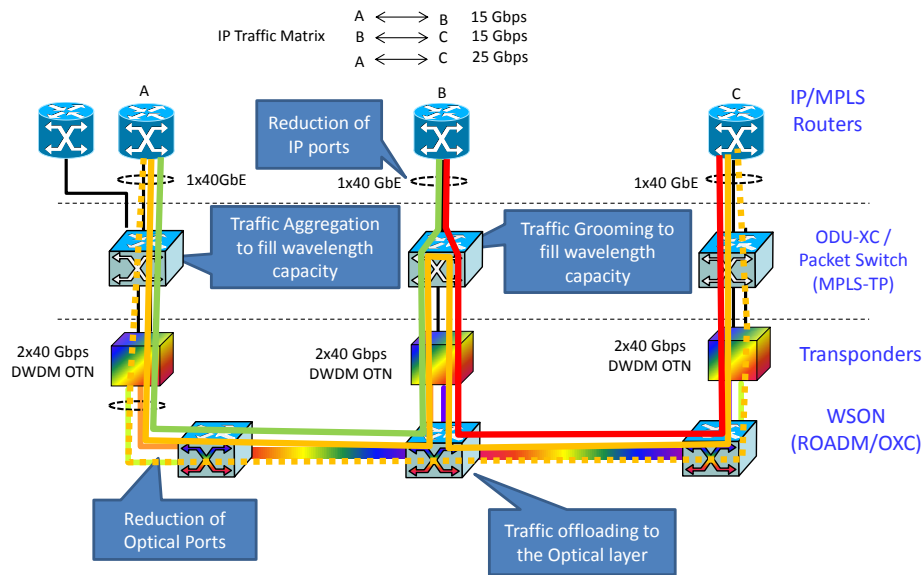 A B 15 Gbps
IP Traffic Matrix B C 15 Gbps
A C 25 Gbps
A
B
C
IP/MPLS
Routers
Reduction of
IP ports
1x40GbE
1x40 GbE
1x40 GbE
Traffic Aggregation
to fill wavelength
capacity
Traffic Grooming to
fill wavelength
capacity
ODU-XC /
Packet Switch
(MPLS-TP)
2x40 Gbps
DWDM OTN
2x40 Gbps
DWDM OTN
2x40 Gbps
DWDM OTN
Transponders
WSON
(ROADM/OXC)
Reduction of
Optical Ports
Traffic offloading to
the Optical layer